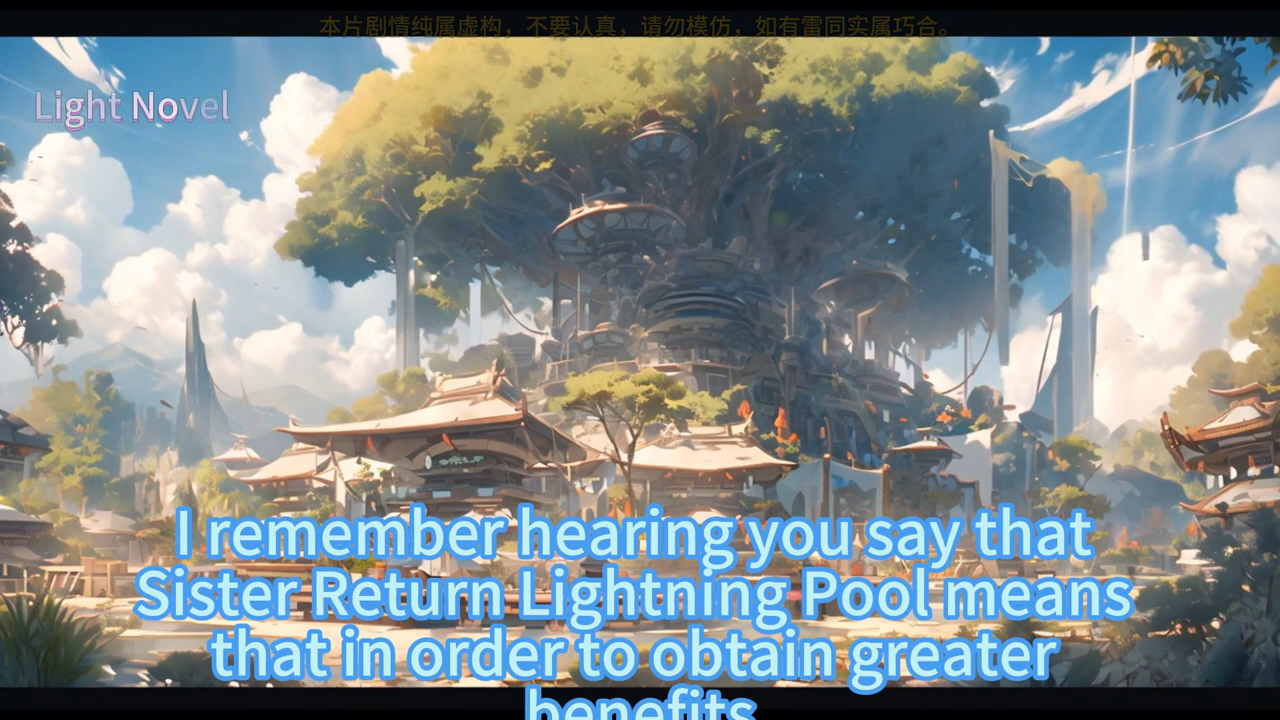 本片剧情纯属虚构，不要认真，请勿模仿，如有雷同实属巧合。
Light Novel
I remember hearing you say that
Sister Return Lightning Pool means
that in order to obtain greater
benefits